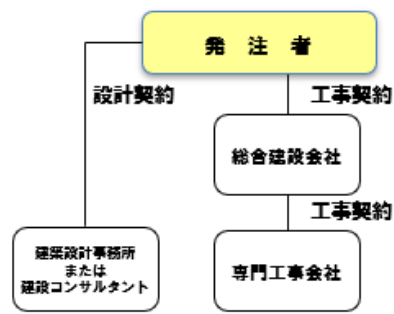 発 注 者
設計契約
工事契約
総合建設会社
工事契約
建築設計事務所
または
建設コンサルタント
専門工事会社